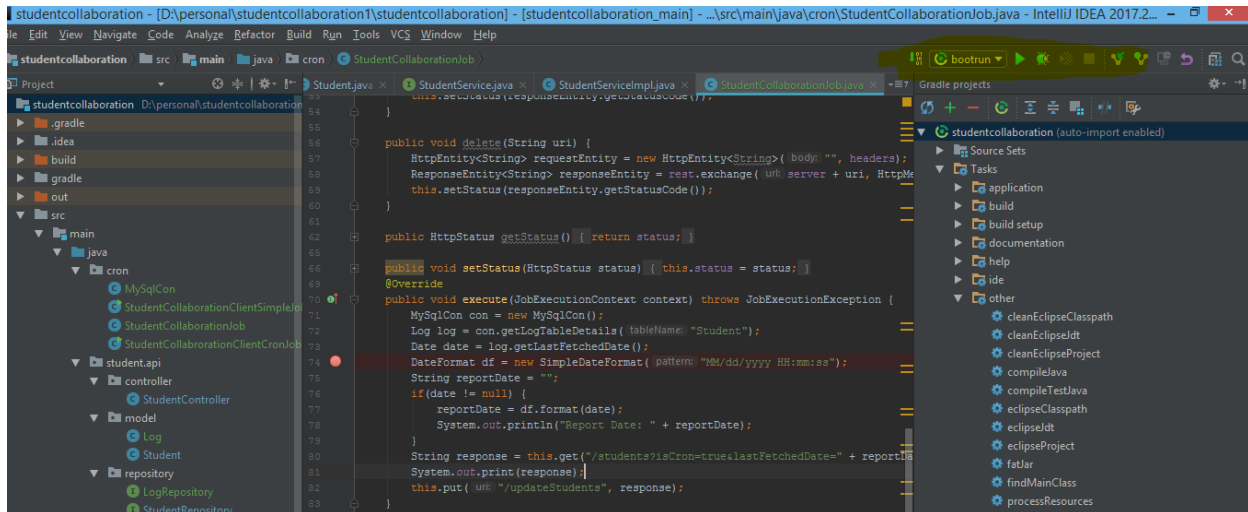 studentcollaboration - [D:\personal\studentcollaboration1\studentcollaboration] - [studentcollaboration_main] - ...\src\main\java\cron\StudentCollaborationJob.java - IntelliJ IDEA 2017.2...
File Edit View Navigate Code Analyze Refactor Build Run Tools VCS Window Help
studentcollaboration src main java cron StudentCollaborationJob
bootrun
Project
Student.java StudentService.java StudentServiceImpl.java StudentCollaborationJob.java
Gradle projects
studentcollaboration D:\personal\studentcollaboration
.gradle
.idea
build
gradle
out
src
main
java
cron
MySqlCon
StudentCollaborationClientSimpleJo
StudentCollaborationJob
StudentCollabrorationClientCronJob
student.api
controller
StudentController
model
Log
Student
repository
LogRepository
StudentRepository
this.setStatus(responseEntity.getStatusCode());
54 }
55
56 public void delete(String uri) {
57 HttpEntity<String> requestEntity = new HttpEntity<String>( body: "", headers);
58 ResponseEntity<String> responseEntity = rest.exchange( url: server + uri, HttpMe
59 this.setStatus(responseEntity.getStatusCode());
60 }
61
62 public HttpStatus getStatus() { return status; }
65
66 public void setStatus(HttpStatus status) { this.status = status; }
69 @Override
70 public void execute(JobExecutionContext context) throws JobExecutionException {
71 MySqlCon con = new MySqlCon();
72 Log log = con.getLogTableDetails( tableName: "Student");
73 Date date = log.getLastFetchedDate();
74 DateFormat df = new SimpleDateFormat( pattern: "MM/dd/yyyy HH:mm:ss");
75 String reportDate = "";
76 if(date != null) {
77 reportDate = df.format(date);
78 System.out.println("Report Date: " + reportDate);
79 }
80 String response = this.get("/students?isCron=true&lastFetchedDate=" + reportDa
81 System.out.print(response);
82 this.put( uri: "/updateStudents", response);
83 }
studentcollaboration (auto-import enabled)
Source Sets
Tasks
application
build
build setup
documentation
help
ide
other
cleanEclipseClasspath
cleanEclipseJdt
cleanEclipseProject
compileJava
compileTestJava
eclipseClasspath
eclipseJdt
eclipseProject
fatJar
findMainClass
processResources